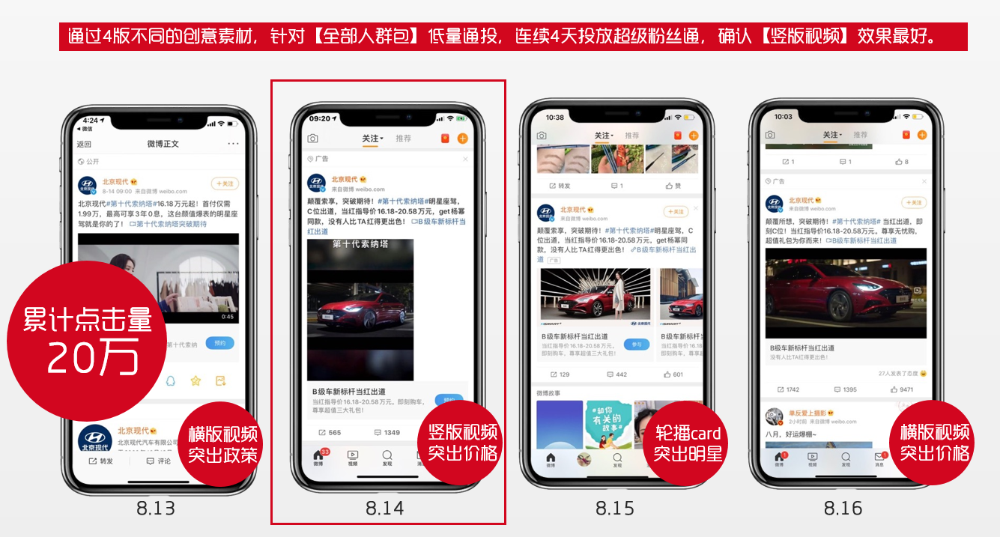 通过4版不同的创意素材，针对【全部人群包】低量通投，连续4天投放超级粉丝通，确认【竖版视频】效果最好。
4:24
微信
返回
微博正文
公开
北京现代
8-14 09:00 来自微博 weibo.com
+关注
北京现代#第十代索纳塔#16.18万元起！首付仅需
1.99万，最高可享3年0息，这台颜值爆表的明星座
驾就是你的了！第十代索纳塔突破期待
0:45
第十代索纳
预约
北京现代
北京现代汽车有限公司
转发
评论
累计点击量
20万
横版视频
突出政策
8.13
09:20
关注
推荐
广告
北京现代
来自微博 weibo.com
颠覆索享，突破期待！#第十代索纳塔#明星座驾，
C位出道，当红指导价16.18-20.58万元，get杨幂
同款，没有人比TA红得更出色！B级车新标杆当
红出道
第十代索纳塔
B级车新标杆当红出道
当红指导价16.18-20.58万元。即刻购车，
尊享超值三大礼包！
预约
565
1349
33
微博
视频
发现
竖版视频
突出价格
8.14
10:38
关注
推荐
转发
1
赞
北京现代
来自微博 weibo.com
+关注
颠覆索享，突破期待！#第十代索纳塔#明星座驾，C
位出道，当红指导价16.18-20.58万元，get杨幂同
款，没有人比TA红得更出色！B级车新标杆当红出
道 广告
北京现代
B级车新标杆当红出道
当红指导价16.18-20.58万元。
即刻购车，尊享超值三大礼包！
参与
B级车新标
当红指导价
即刻购车，尊
129
442
601
微博故事
#和你
有关的
故事#
微博
发现
轮播card
突出明星
8.15
10:03
关注
推荐
1
1
8
广告
北京现代
来自微博 weibo.com
+关注
颠覆所想，突破期待！#第十代索纳塔# 当红出道，即
刻C位！当红指导价16.18-20.58万元。尊享无忧购，
超值礼包为你而来！B级车新标杆当红出道
B级车新标杆当红出道
没有人比TA红得更出色！
27人发表了态度
1742
1395
9471
单反爱上摄影
2小时前 来自微博 weibo.com
八月，好运爆棚~
1
微博
视频
发现
1
消息
横版视频
突出价格
8.16